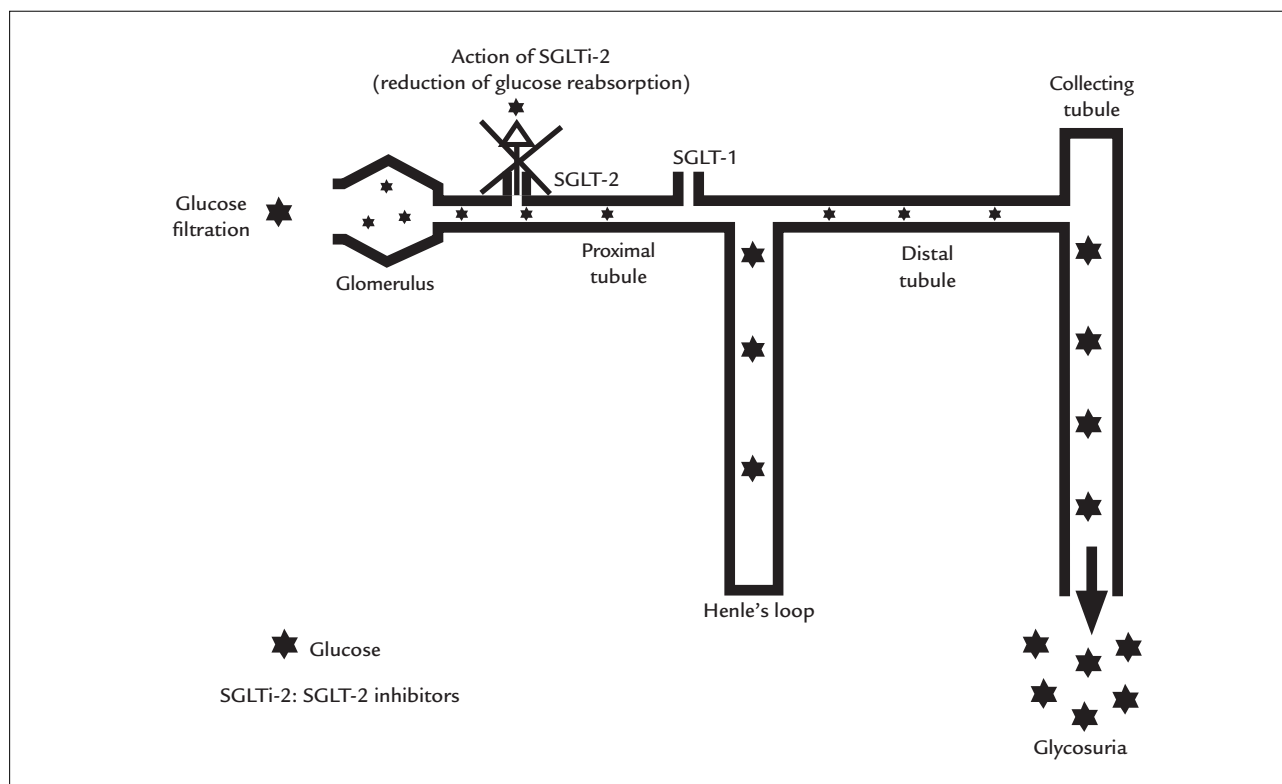 Action of SGLTi-2
(reduction of glucose reabsorption)
Collecting
tubule
SGLT-1
SGLT-2
Glucose
filtration
Proximal
tubule
Distal
tubule
Glomerulus
Henle's loop
Glucose
SGLTi-2: SGLT-2 inhibitors
Glycosuria